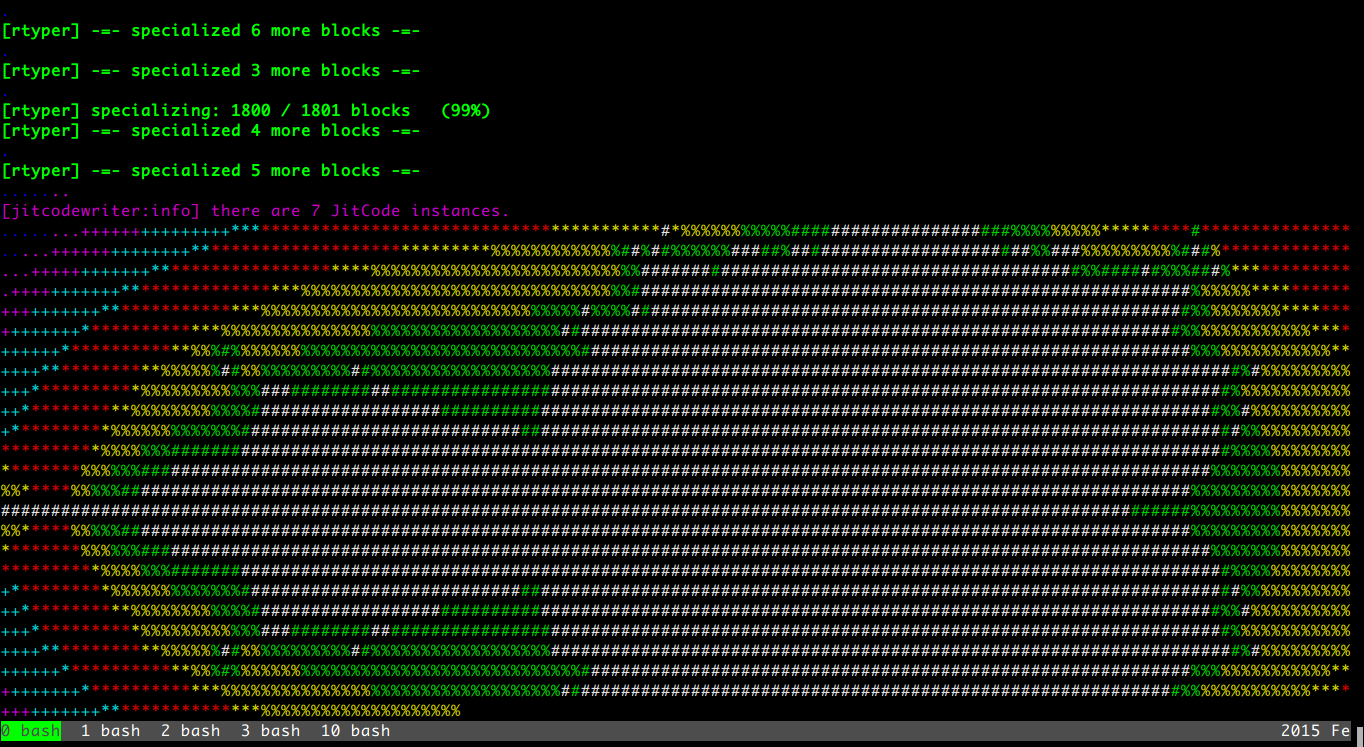 [rtyper] -=- specialized 6 more blocks -=-
[rtyper] -=- specialized 3 more blocks -=-
[rtyper] specializing: 1800 / 1801 blocks   (99%)
[rtyper] -=- specialized 4 more blocks -=-
[rtyper] -=- specialized 5 more blocks -=-
[jitcodewriter:info] there are 7 JitCode instances.
0 bash  1 bash  2 bash  3 bash  10 bash 2015 Fe